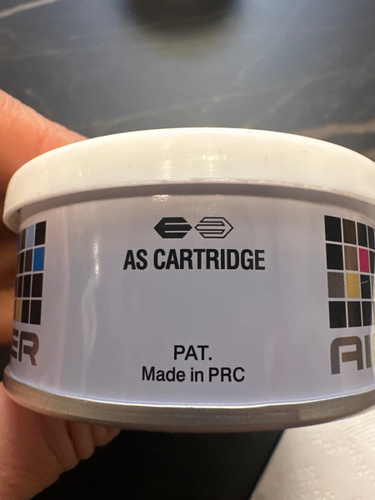 AS CARTRIDGE
PAT.
Made in PRC